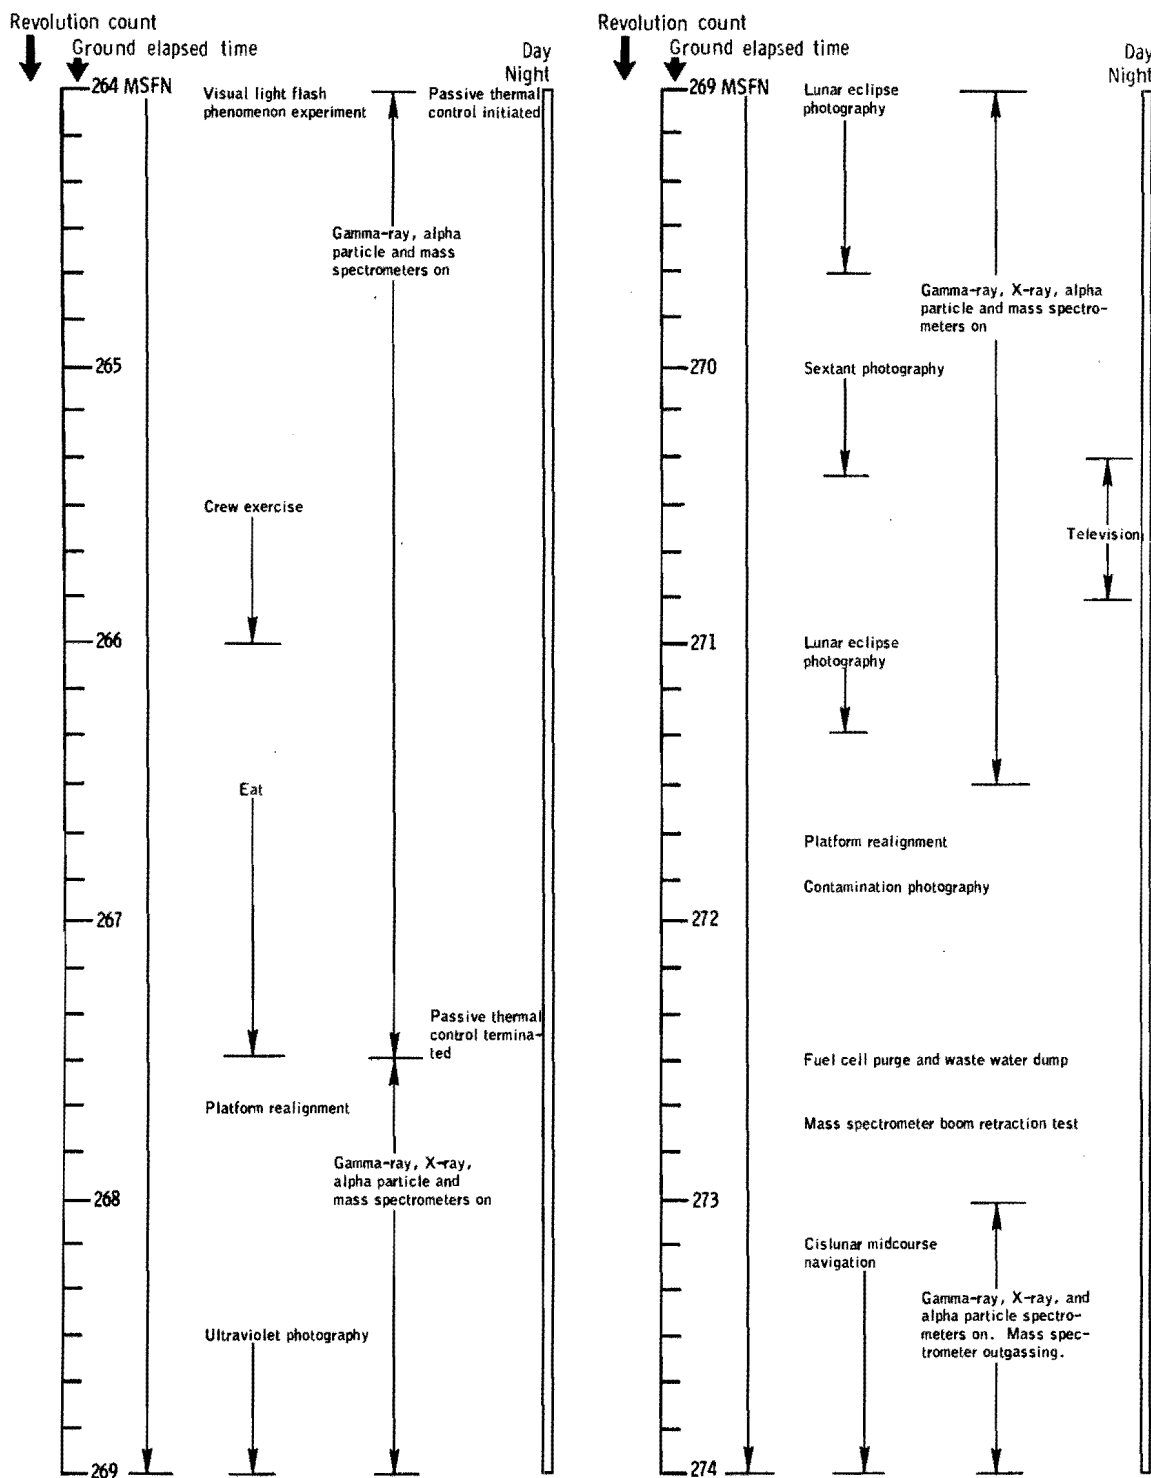 Revolution count
Ground elapsed time
Day
Night
264 MSFN
Visual light flash
phenomenon experiment
Passive thermal
control initiated
Gamma-ray, alpha
particle and mass
spectrometers on
265
Crew exercise
266
Eat
267
Passive thermal
control termina-
ted
Platform realignment
Gamma-ray, X-ray,
alpha particle and
mass spectrometers on
268
Ultraviolet photography
269
Revolution count
Ground elapsed time
Day
Night
269 MSFN
Lunar eclipse
photography
Gamma-ray, X-ray, alpha
particle and mass spectro-
meters on
270
Sextant photography
Television
271
Lunar eclipse
photography
Platform realignment
Contamination photography
272
Fuel cell purge and waste water dump
Mass spectrometer boom retraction test
273
Cislunar midcourse
navigation
Gamma-ray, X-ray, and
alpha particle spectro-
meters on. Mass spec-
trometer outgassing.
274